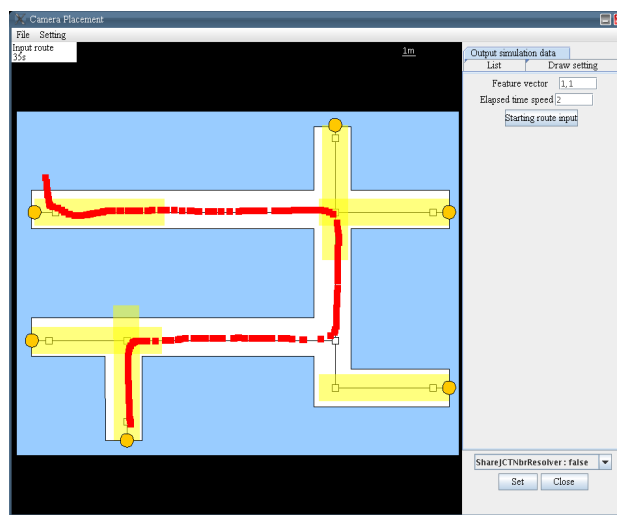 Camera Placement
File Setting
Input route
35s
1m
Output simulation data
List Draw setting
Feature vector 1,1
Elapsed time speed 2
Starting route input
ShareJCTNbrResolver : false
Set Close